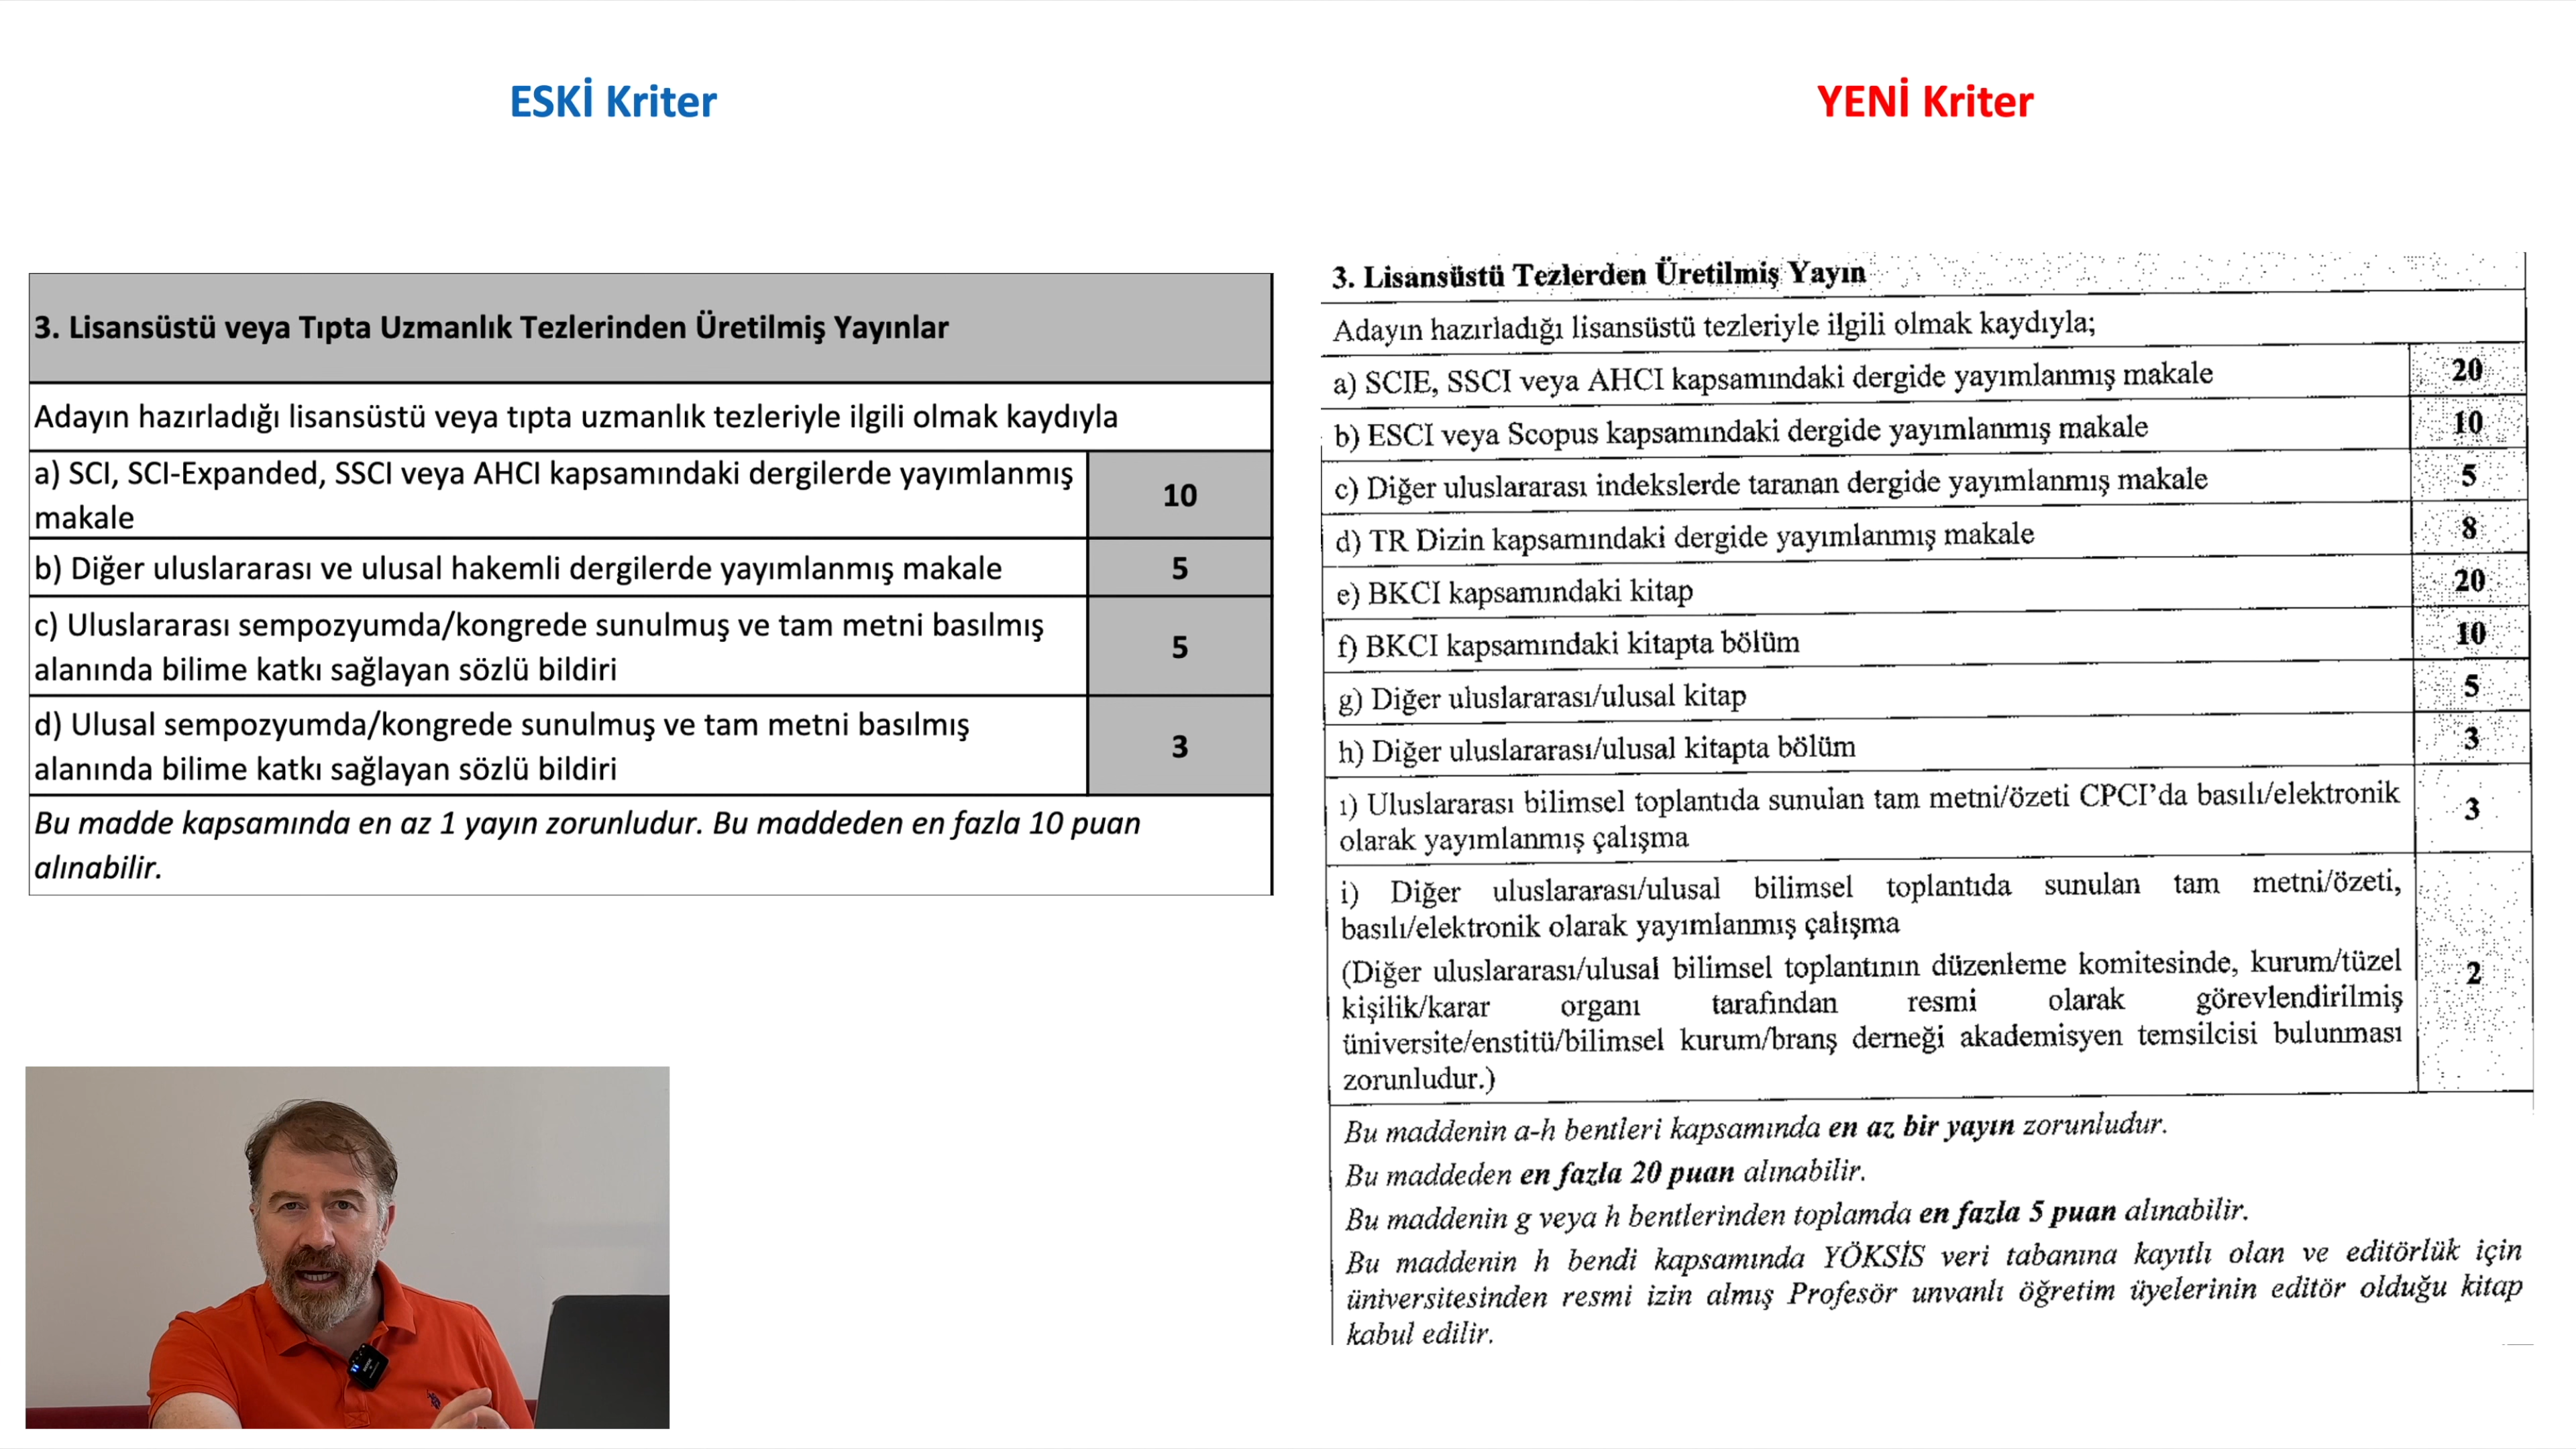 ESKİ Kriter
3. Lisansüstü veya Tıpta Uzmanlık Tezlerinden Üretilmiş Yayınlar
Adayın hazırladığı lisansüstü veya tıpta uzmanlık tezleriyle ilgili olmak kaydıyla
a) SCI, SCI-Expanded, SSCI veya AHCI kapsamındaki dergilerde yayımlanmış
makale
10
b) Diğer uluslararası ve ulusal hakemli dergilerde yayımlanmış makale
5
c) Uluslararası sempozyumda/kongrede sunulmuş ve tam metni basılmış
alanında bilime katkı sağlayan sözlü bildiri
5
d) Ulusal sempozyumda/kongrede sunulmuş ve tam metni basılmış
alanında bilime katkı sağlayan sözlü bildiri
3
Bu madde kapsamında en az 1 yayın zorunludur. Bu maddeden en fazla 10 puan
alınabilir.
YENİ Kriter
3. Lisansüstü Tezlerden Üretilmiş Yayın
Adayın hazırladığı lisansüstü tezleriyle ilgili olmak kaydıyla;
a) SCIE, SSCI veya AHCI kapsamındaki dergide yayımlanmış makale
20
b) ESCI veya Scopus kapsamındaki dergide yayımlanmış makale
10
c) Diğer uluslararası indekslerde taranan dergide yayımlanmış makale
5
d) TR Dizin kapsamındaki dergide yayımlanmış makale
8
e) BKCI kapsamındaki kitap
20
f) BKCI kapsamındaki kitapta bölüm
10
g) Diğer uluslararası/ulusal kitap
5
h) Diğer uluslararası/ulusal kitapta bölüm
3
ı) Uluslararası bilimsel toplantıda sunulan tam metni/özeti CPCI’da basılı/elektronik
olarak yayımlanmış çalışma
3
i) Diğer uluslararası/ulusal bilimsel toplantıda sunulan tam metni/özeti,
basılı/elektronik olarak yayımlanmış çalışma
(Diğer uluslararası/ulusal bilimsel toplantının düzenleme komitesinde, kurum/tüzel
kişilik/karar organı tarafından resmi olarak görevlendirilmiş
üniversite/enstitü/bilimsel kurum/branş derneği akademisyen temsilcisi bulunması
zorunludur.)
2
Bu maddenin a-h bentleri kapsamında en az bir yayın zorunludur.
Bu maddeden en fazla 20 puan alınabilir.
Bu maddenin g veya h bentlerinden toplamda en fazla 5 puan alınabilir.
Bu maddenin h bendi kapsamında YÖKSİS veri tabanına kayıtlı olan ve editörlük için
üniversitesinden resmi izin almış Profesör unvanlı öğretim üyelerinin editör olduğu kitap
kabul edilir.